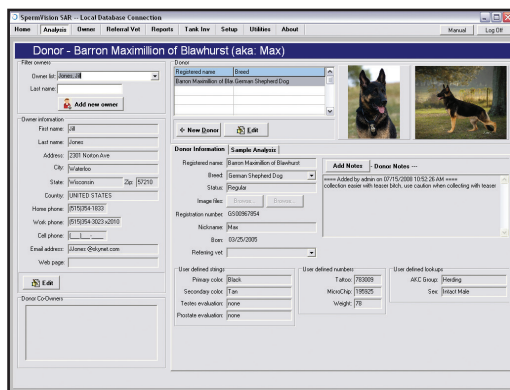 SpermVision SAR -- Local Database Connection
Home Analysis Owner Referral Vet Reports Tank Inv Setup Utilities About Manual Log Off
Donor - Barron Maximillion of Blawhurst (aka: Max)
Filter owners
Owner list: Jones, Jill
Last name:
Add new owner
Owner information
First name: Jill
Last name: Jones
Address: 2301 Norton Ave
City: Waterloo
State: Wisconsin Zip: 57210
Country: UNITED STATES
Home phone: (515)354-1833
Work phone: (515)354-3023 x2010
Cell phone: (___)___-____
Email address: JJones @skynet.com
Web page:
Edit
Donor Co-Owners
Donor
Registered name Breed
Barron Maximillion of Bla German Shepherd Dog
New Donor Edit
Donor Information Sample Analysis
Registered name: Barron Maximillion of Blawhurst
Breed: German Shepherd Dog
Status: Regular
Image files: Browse... Browse...
Registration number: GS00967854
Nickname: Max
Born: 03/25/2005
Referring vet:
Add Notes - Donor Notes ---
==== Added by admin on 07/15/2008 10:52:26 AM ====
collection easier with teaser bitch, use caution when collecting with teaser
User defined strings
Primary color: Black
Secondary color: Tan
Testes evaluation: none
Prostate evaluation: none
User defined numbers
Tattoo: 783009
MicroChip: 195925
Weight: 78
User defined lookups
AKC Group: Herding
Sex: Intact Male